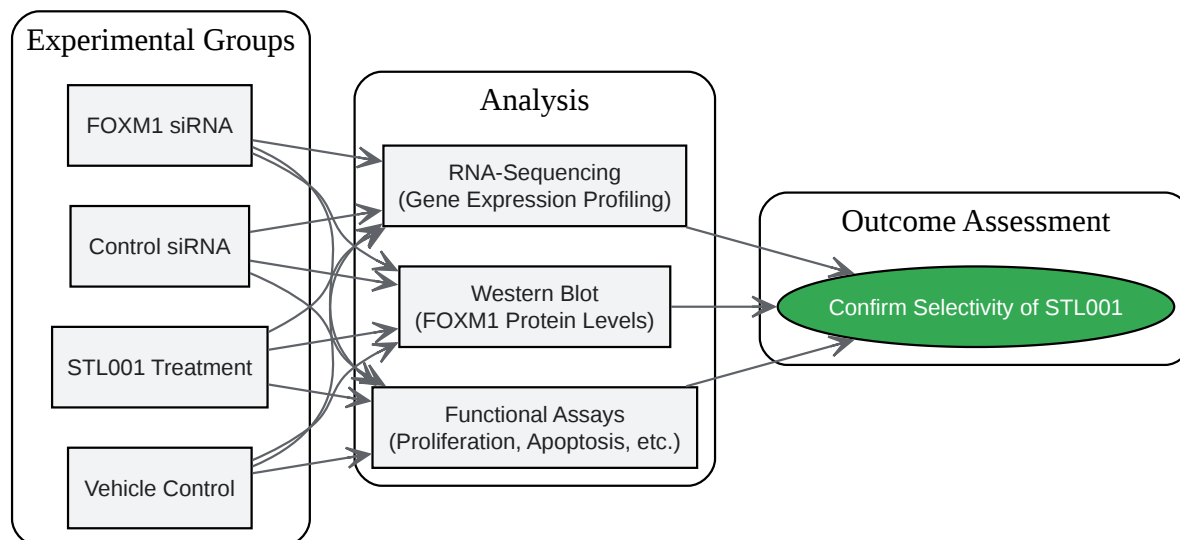 Experimental Groups
FOXM1 siRNA
Control siRNA
STL001 Treatment
Vehicle Control
Analysis
RNA-Sequencing
(Gene Expression Profiling)
Western Blot
(FOXM1 Protein Levels)
Functional Assays
(Proliferation, Apoptosis, etc.)
Outcome Assessment
Confirm Selectivity of STL001